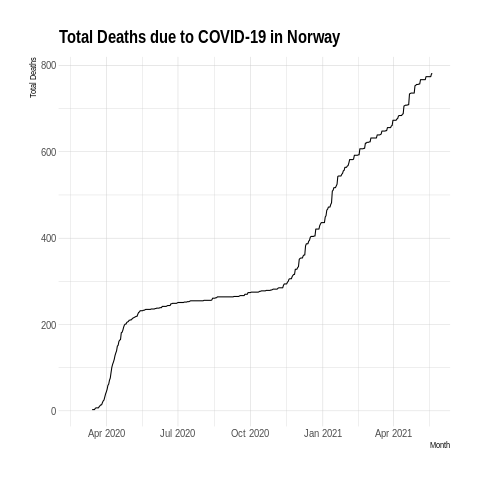 Total Deaths due to COVID-19 in Norway
Total Deaths
800
600
400
200
0
Apr 2020 Jul 2020 Oct 2020 Jan 2021 Apr 2021
Month